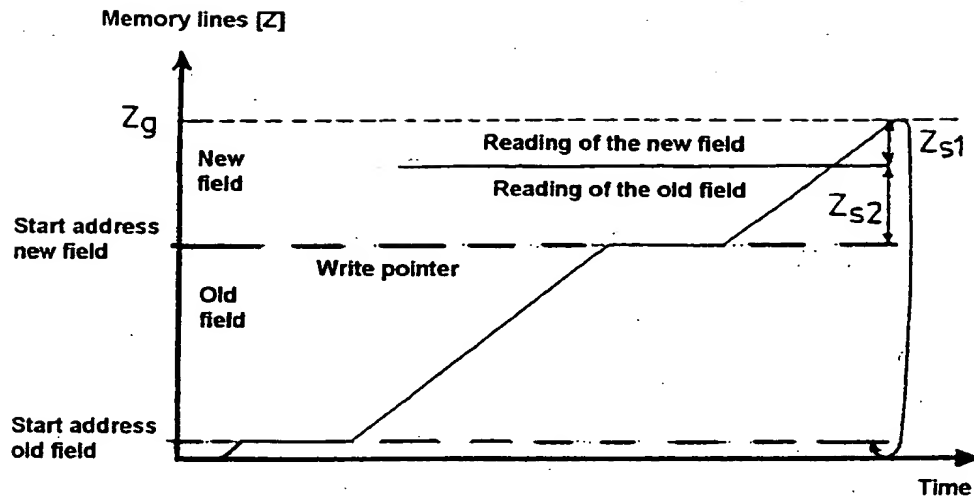 Memory lines [Z]
Zg
Reading of the new field
Zs1
New
field
Reading of the old field
Zs2
Start address
new field
Write pointer
Old
field
Start address
old field
Time